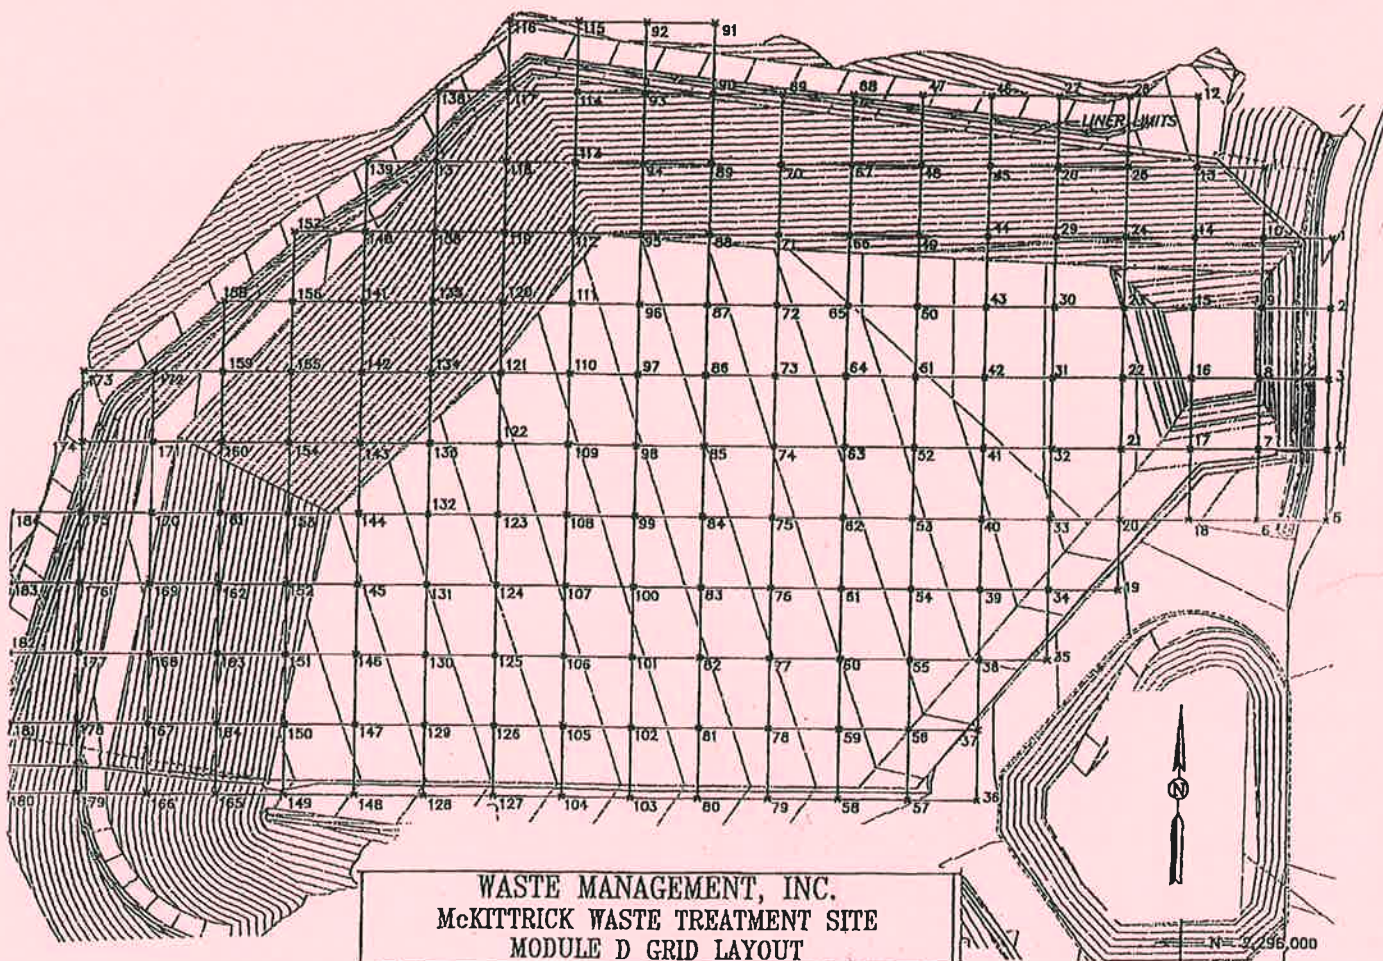 116 115 92 91
138 117 114 93 90 69 68 47 46 27 26 12
LINER LIMITS
139 118 113 94 89 70 67 48 45 28 25 13
157 140 119 112 95 88 71 66 49 44 29 24 14 10 1
158 156 141 135 120 111 96 87 72 65 50 43 30 23 15 9 2
173 172 159 155 142 134 121 110 97 86 73 64 51 42 31 22 16 8 3
174 171 160 154 143 133 122 109 98 85 74 63 52 41 32 21 17 7 4
184 175 170 161 153 144 132 123 108 99 84 75 62 53 40 33 20 18 6 5
183 176 169 162 152 145 131 124 107 100 83 76 61 54 39 34 19
182 177 168 163 151 146 130 125 106 101 82 77 60 55 38 35
181 178 167 164 150 147 129 126 105 102 81 78 59 56 37
180 179 166 165 149 148 128 127 104 103 80 79 58 57 36
N
WASTE MANAGEMENT, INC.
McKITTRICK WASTE TREATMENT SITE
MODULE D GRID LAYOUT